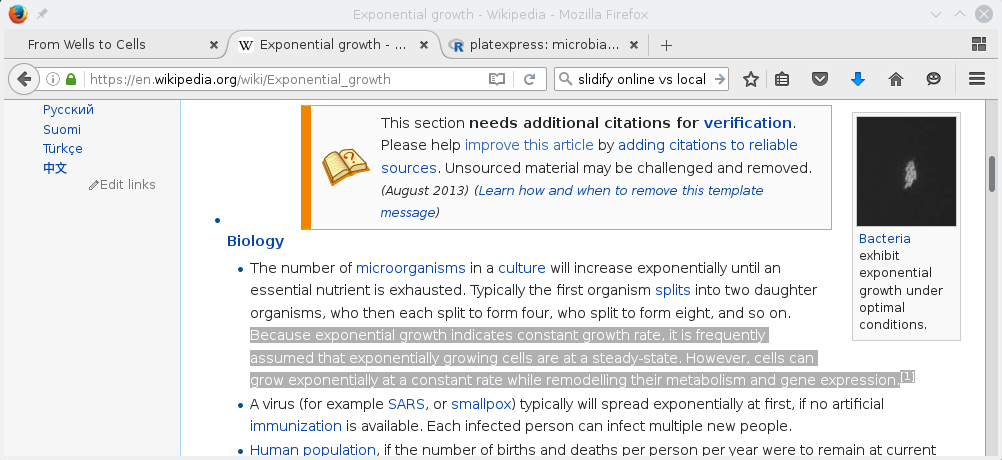 Exponential growth - Wikipedia - Mozilla Firefox
From Wells to Cells
W Exponential growth - ...
R platexpress: microbia...
https://en.wikipedia.org/wiki/Exponential_growth
slidify online vs local
Русский
Suomi
Türkçe
中文
Edit links
This section needs additional citations for verification.
Please help improve this article by adding citations to reliable
sources. Unsourced material may be challenged and removed.
(August 2013) (Learn how and when to remove this template
message)
Bacteria
exhibit
exponential
growth under
optimal
conditions.
Biology
The number of microorganisms in a culture will increase exponentially until an
essential nutrient is exhausted. Typically the first organism splits into two daughter
organisms, who then each split to form four, who split to form eight, and so on.
Because exponential growth indicates constant growth rate, it is frequently
assumed that exponentially growing cells are at a steady-state. However, cells can
grow exponentially at a constant rate while remodelling their metabolism and gene expression.[1]
A virus (for example SARS, or smallpox) typically will spread exponentially at first, if no artificial
immunization is available. Each infected person can infect multiple new people.
Human population, if the number of births and deaths per person per year were to remain at current